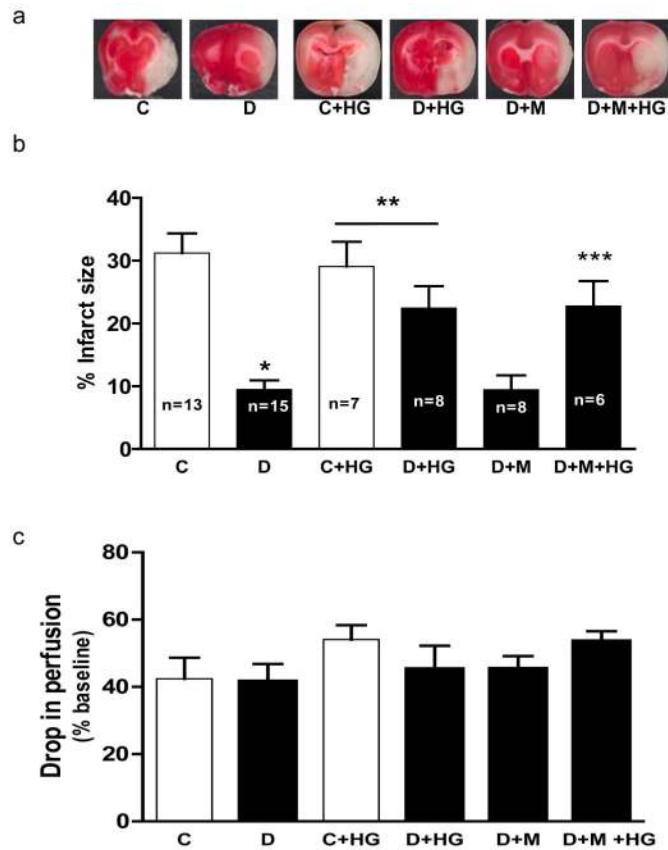 a
C D C+HG D+HG D+M D+M+HG
b
40
30
20
10
0
% Infarct size
*
**
***
n=13 n=15 n=7 n=8 n=8 n=6
C D C+HG D+HG D+M D+M+HG
c
80
60
40
20
0
Drop in perfusion
(% baseline)
C D C+HG D+HG D+M D+M +HG